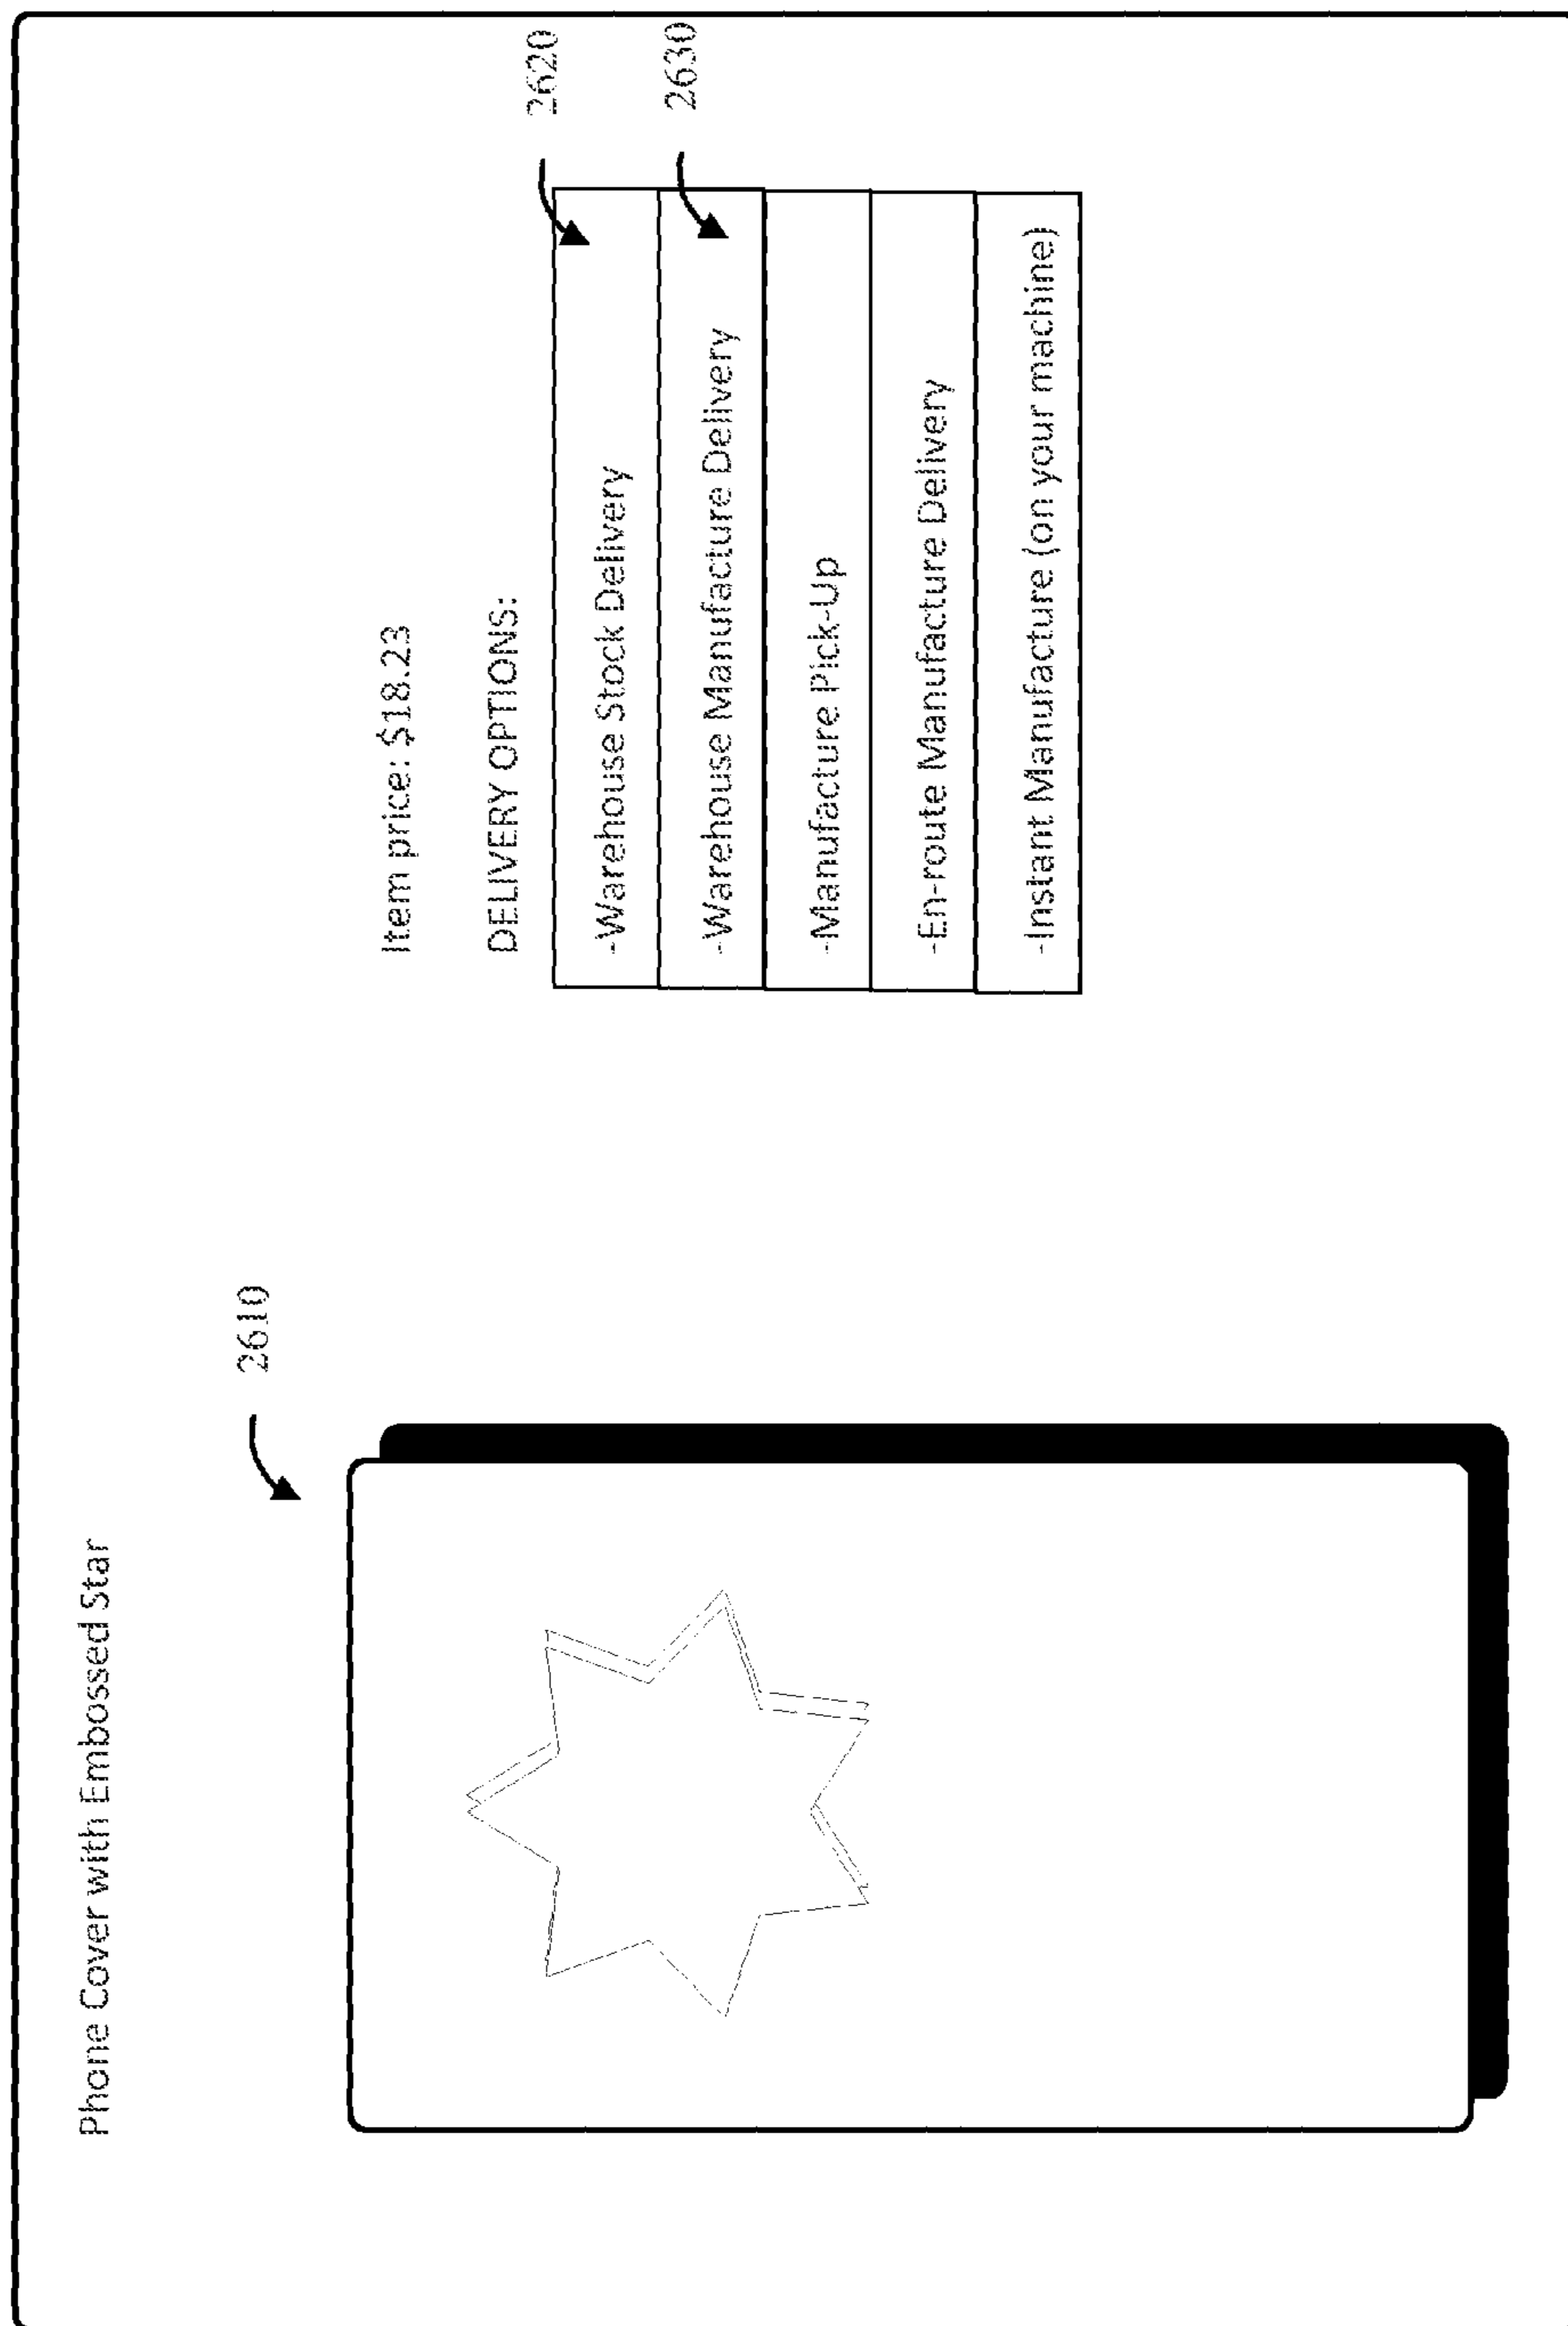 Phone Cover with Embossed Star
2610
Item price: $18.23
DELIVERY OPTIONS:
2620
-Warehouse Stock Delivery
2630
-Warehouse Manufacture Delivery
-Manufacture Pick-Up
-En-route Manufacture Delivery
-Instant Manufacture (on your machine)